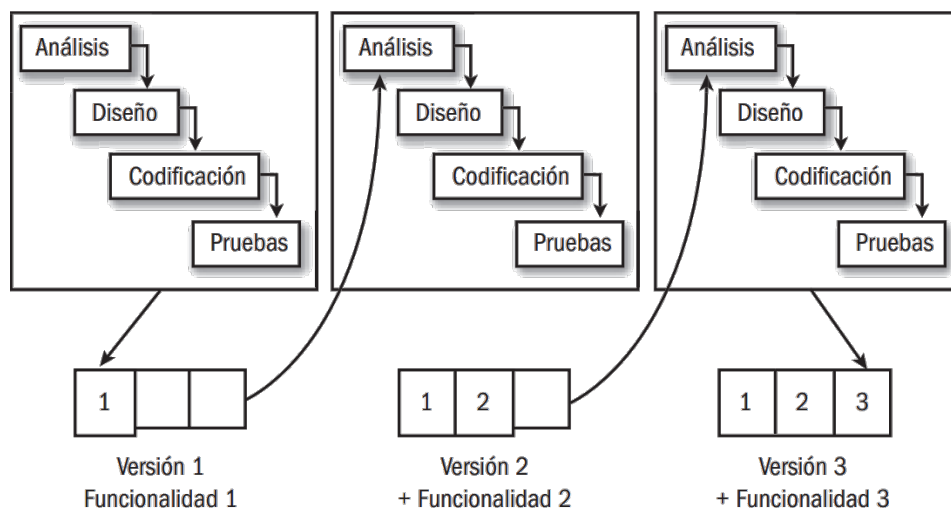 Análisis
Diseño
Codificación
Pruebas
Análisis
Diseño
Codificación
Pruebas
Análisis
Diseño
Codificación
Pruebas
1
Versión 1
Funcionalidad 1
1 2
Versión 2
+ Funcionalidad 2
1 2 3
Versión 3
+ Funcionalidad 3